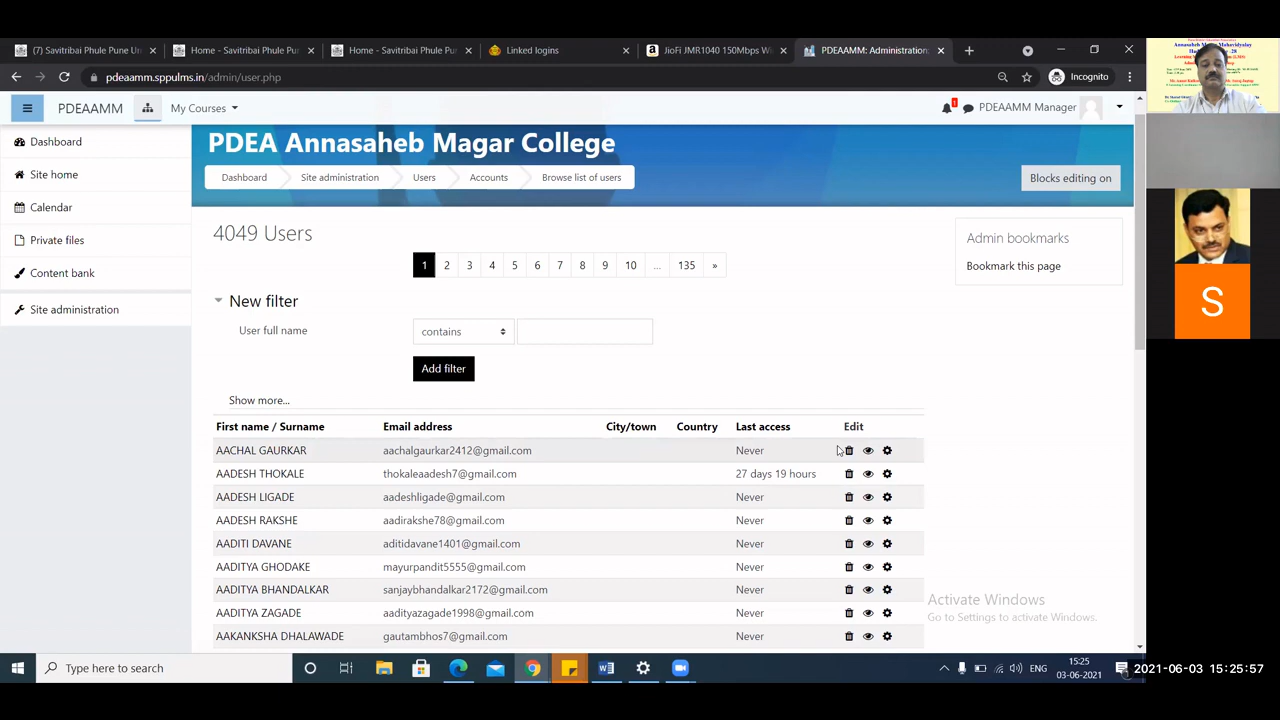 (7) Savitribai Phule Pune Un
Home - Savitribai Phule Pun
Home - Savitribai Phule Pun
Linked logins
JioFi JMR1040 150Mbps Wi
PDEAAMM: Administration:
pdeaamm.sppulms.in/admin/user.php
Incognito
PDEAAMM
My Courses
1
PDEAAMM Manager
Dashboard
Site home
Calendar
Private files
Content bank
Site administration
PDEA Annasaheb Magar College
Dashboard Site administration Users Accounts Browse list of users
Blocks editing on
4049 Users
1 2 3 4 5 6 7 8 9 10 ... 135 »
Admin bookmarks
Bookmark this page
New filter
User full name contains
Add filter
Show more...
First name / Surname Email address City/town Country Last access Edit
AACHAL GAURKAR aachalgaurkar2412@gmail.com Never
AADESH THOKALE thokaleaadesh7@gmail.com 27 days 19 hours
AADESH LIGADE aadeshligade@gmail.com Never
AADESH RAKSHE aadirakshe78@gmail.com Never
AADITI DAVANE aditidavane1401@gmail.com Never
AADITYA GHODAKE mayurpandit5555@gmail.com Never
AADITYA BHANDALKAR sanjaybhandalkar2172@gmail.com Never
AADITYA ZAGADE aadityazagade1998@gmail.com Never
AAKANKSHA DHALAWADE gautambhos7@gmail.com Never
Activate Windows
Go to Settings to activate Windows.
S
Type here to search
ENG
15:25
03-06-2021
2021-06-03 15:25:57